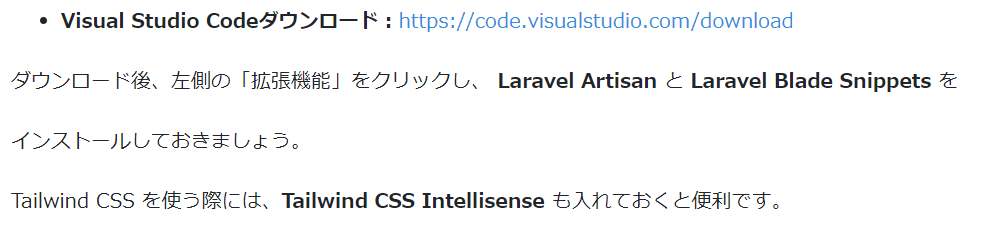 • Visual Studio Codeダウンロード：https://code.visualstudio.com/download
ダウンロード後、左側の「拡張機能」をクリックし、 Laravel Artisan と Laravel Blade Snippets を
インストールしておきましょう。
Tailwind CSS を使う際には、Tailwind CSS Intellisense も入れておくと便利です。